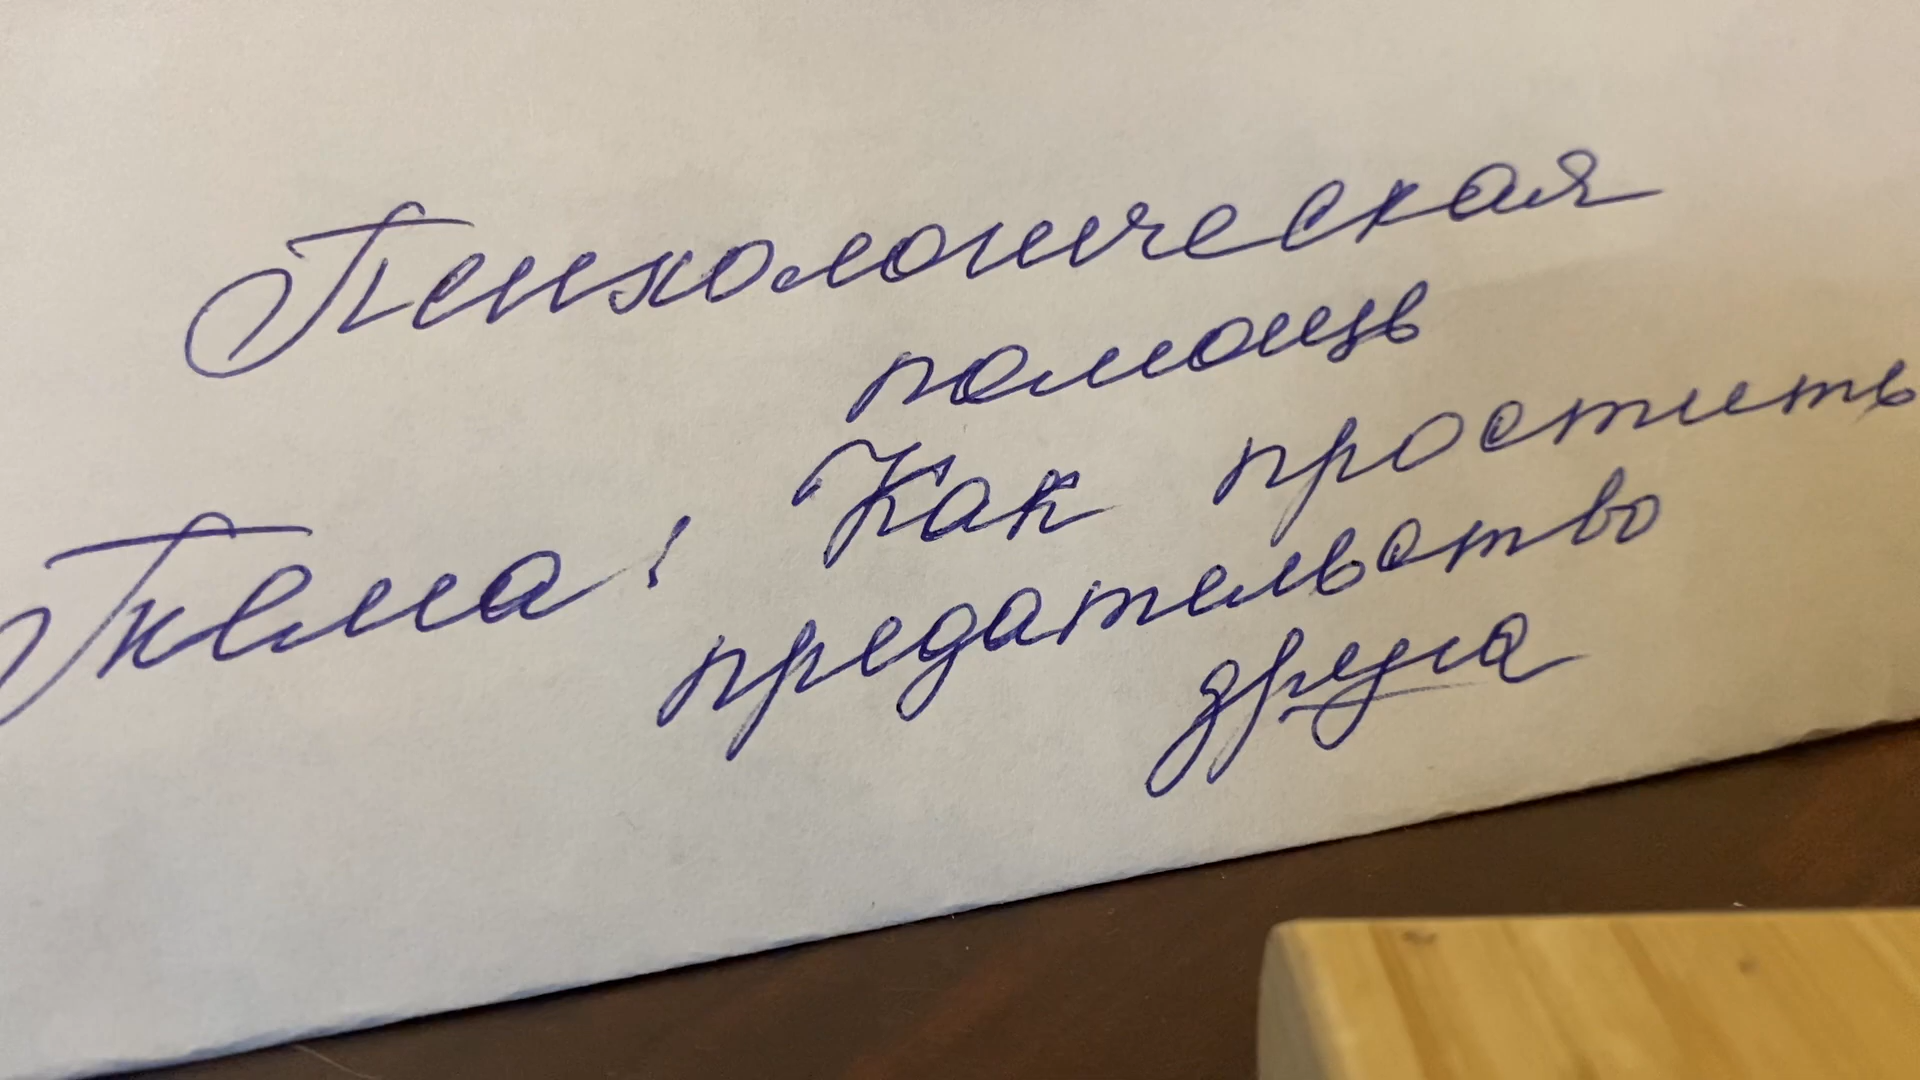 Психологическая
помощь
Тема: Как простить
предательство
друга